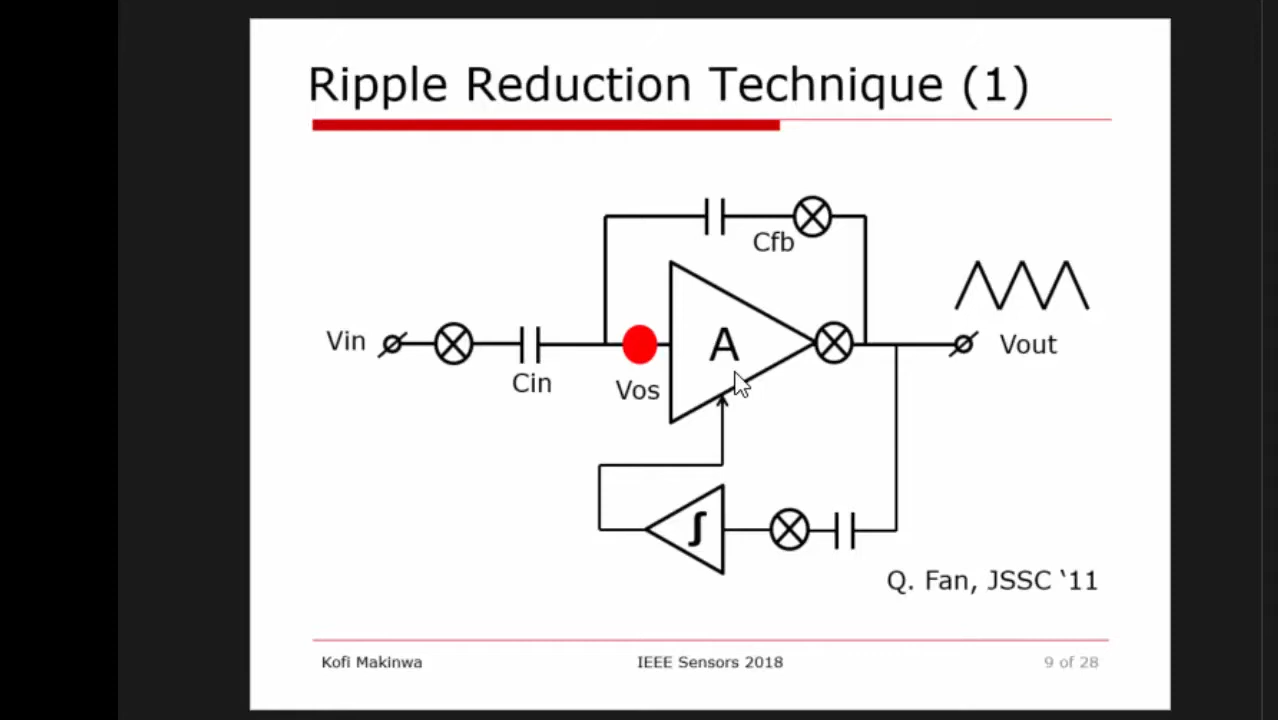 Ripple Reduction Technique (1)
Cfb
Vin
A
Vout
Cin
Vos
∫
Q. Fan, JSSC ‘11
Kofi Makinwa
IEEE Sensors 2018
9 of 28